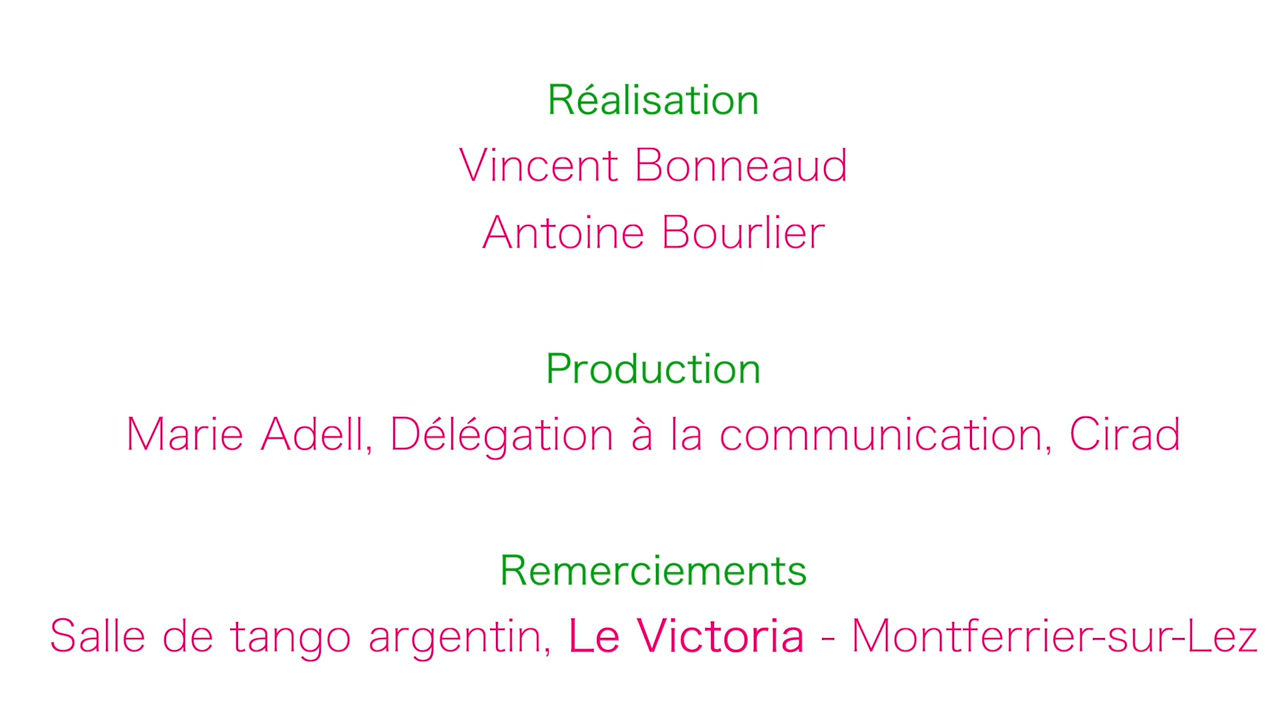 Réalisation
Vincent Bonneaud
Antoine Bourlier
Production
Marie Adell, Délégation à la communication, Cirad
Remerciements
Salle de tango argentin, Le Victoria - Montferrier-sur-Lez